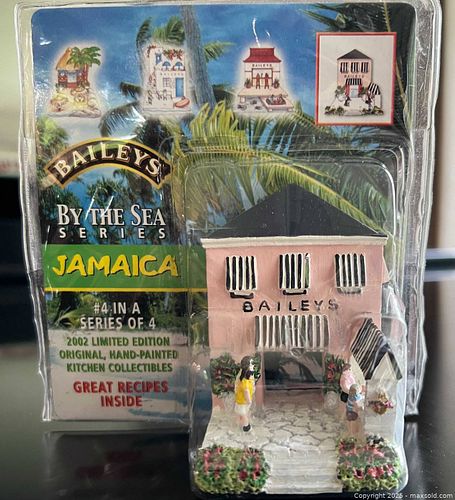 BAILEYS
BAILEYS
BAILEYS
BY THE SEA
SERIES
JAMAICA
#4 IN A
SERIES OF 4
2002 LIMITED EDITION
ORIGINAL, HAND-PAINTED
KITCHEN COLLECTIBLES
GREAT RECIPES
INSIDE
BAILEYS
Copyright 2025 - maxsold.com